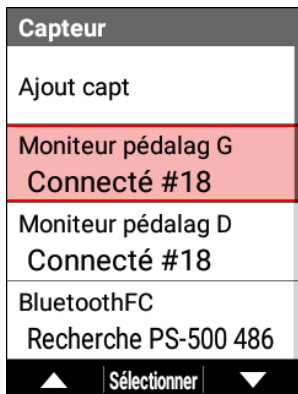 Capteur
Ajout capt
Moniteur pédalag G
Connecté #18
Moniteur pédalag D
Connecté #18
BluetoothFC
Recherche PS-500 486
Sélectionner